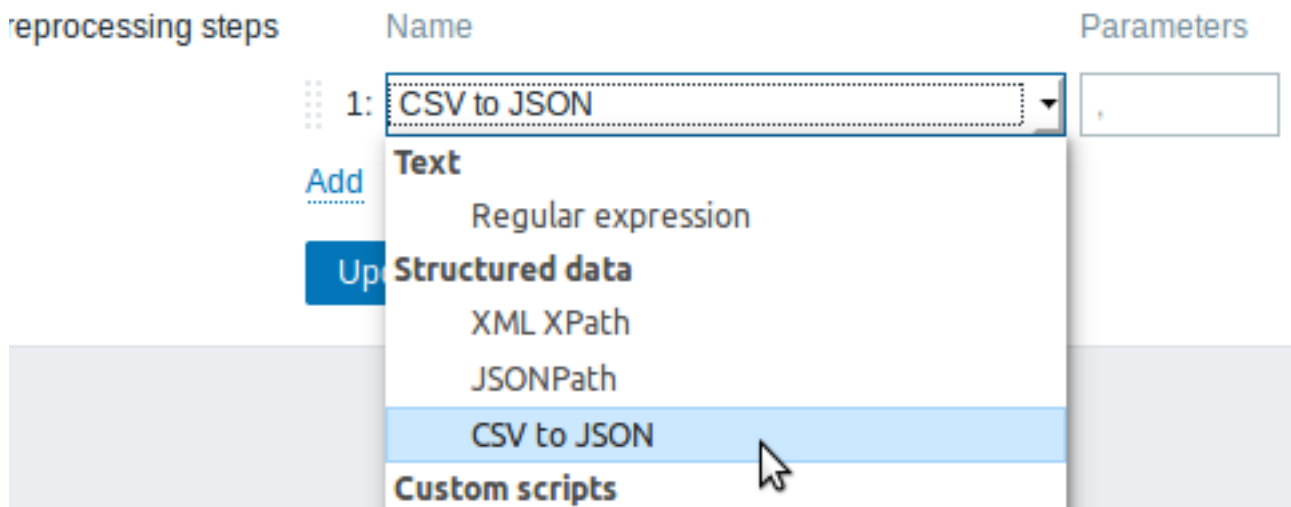 reprocessing steps Name Parameters
1: CSV to JSON ,
Text
Add
Regular expression
Up Structured data
XML XPath
JSONPath
CSV to JSON
Custom scripts